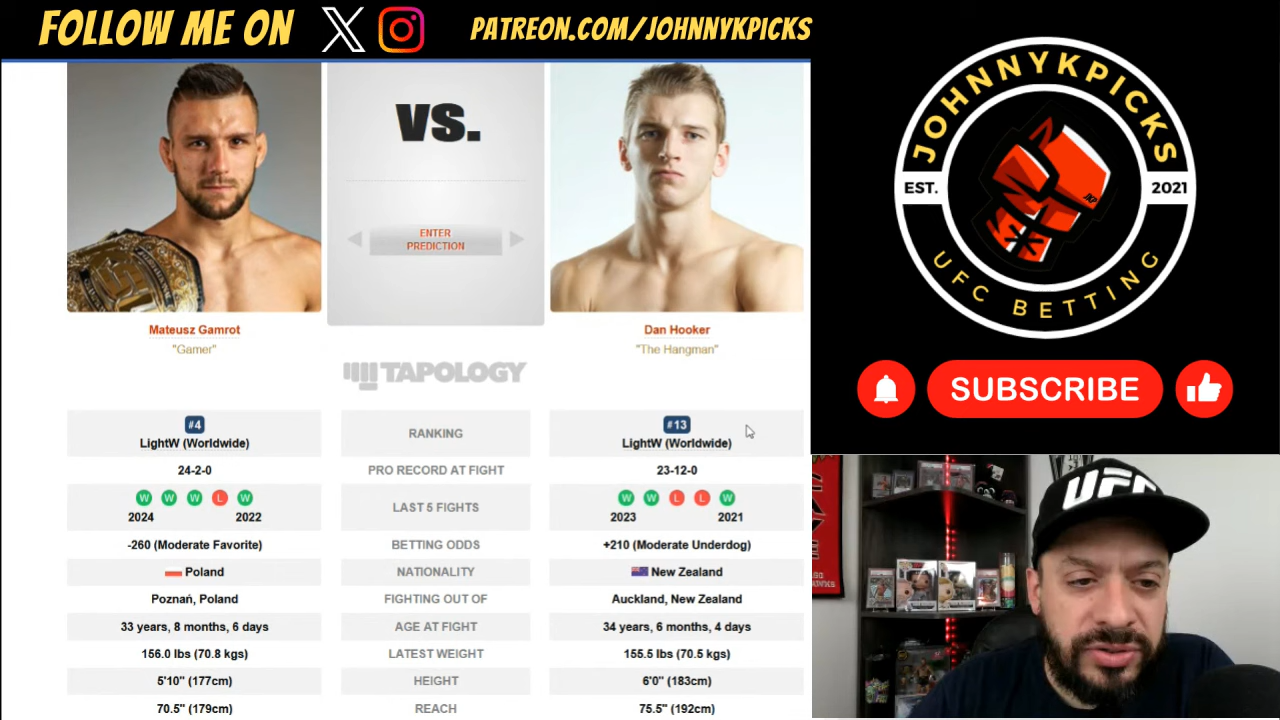 FOLLOW ME ON
PATREON.COM/JOHNNYKPICKS
VS.
ENTER
PREDICTION
Mateusz Gamrot
"Gamer"
Dan Hooker
"The Hangman"
TAPOLOGY
#4
LightW (Worldwide)
RANKING
#13
LightW (Worldwide)
24-2-0
PRO RECORD AT FIGHT
23-12-0
W W W L W
2024 2022
LAST 5 FIGHTS
W W L L W
2023 2021
-260 (Moderate Favorite)
BETTING ODDS
+210 (Moderate Underdog)
Poland
NATIONALITY
New Zealand
Poznań, Poland
FIGHTING OUT OF
Auckland, New Zealand
33 years, 8 months, 6 days
AGE AT FIGHT
34 years, 6 months, 4 days
156.0 lbs (70.8 kgs)
LATEST WEIGHT
155.5 lbs (70.5 kgs)
5'10" (177cm)
HEIGHT
6'0" (183cm)
70.5" (179cm)
REACH
75.5" (192cm)
JOHNNYKPICKS
EST. 2021
JKP
UFC BETTING
SUBSCRIBE
UFC